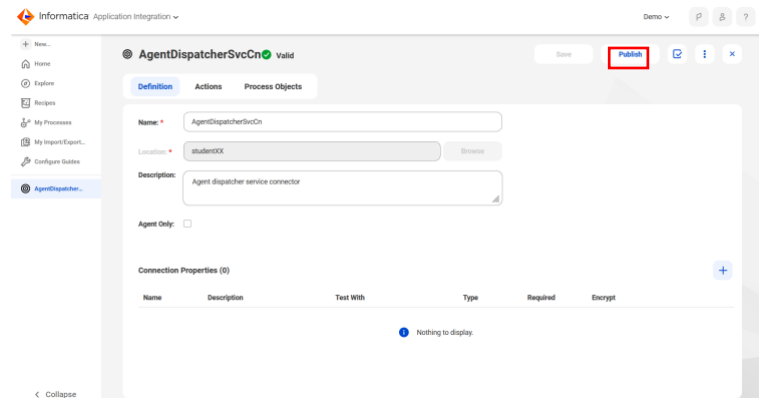 Informatica Application Integration
Demo
?
New...
Home
Explore
Recipes
My Processes
My Import/Export...
Configure Guides
AgentDispatcher...
Collapse
AgentDispatcherSvcCn Valid
Save Publish
Definition Actions Process Objects
Name: * AgentDispatcherSvcCn
Location: * studentXX Browse
Description: Agent dispatcher service connector
Agent Only:
Connection Properties (0)
Name Description Test With Type Required Encrypt
Nothing to display.